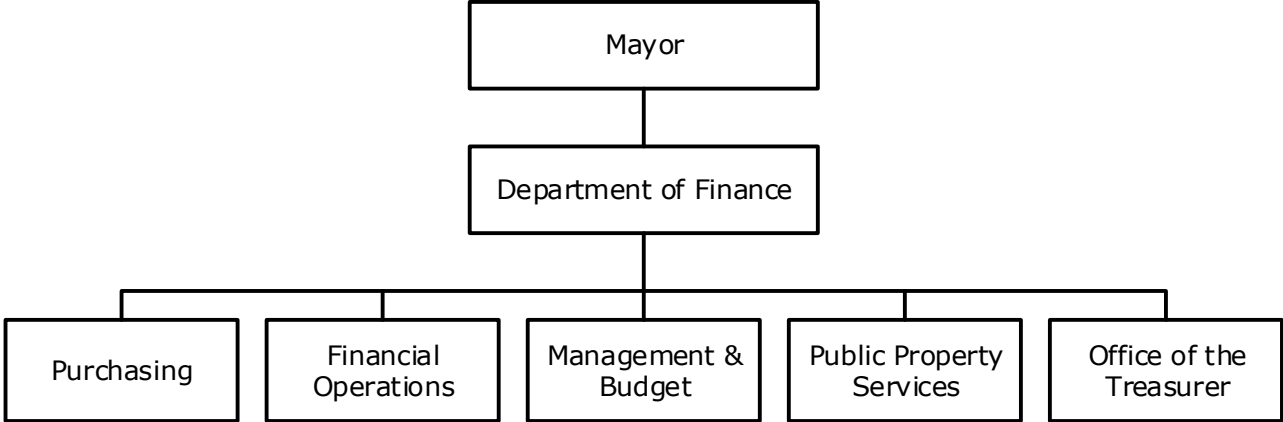 Mayor
Department of Finance
Purchasing
Financial
Operations
Management &
Budget
Public Property
Services
Office of the
Treasurer